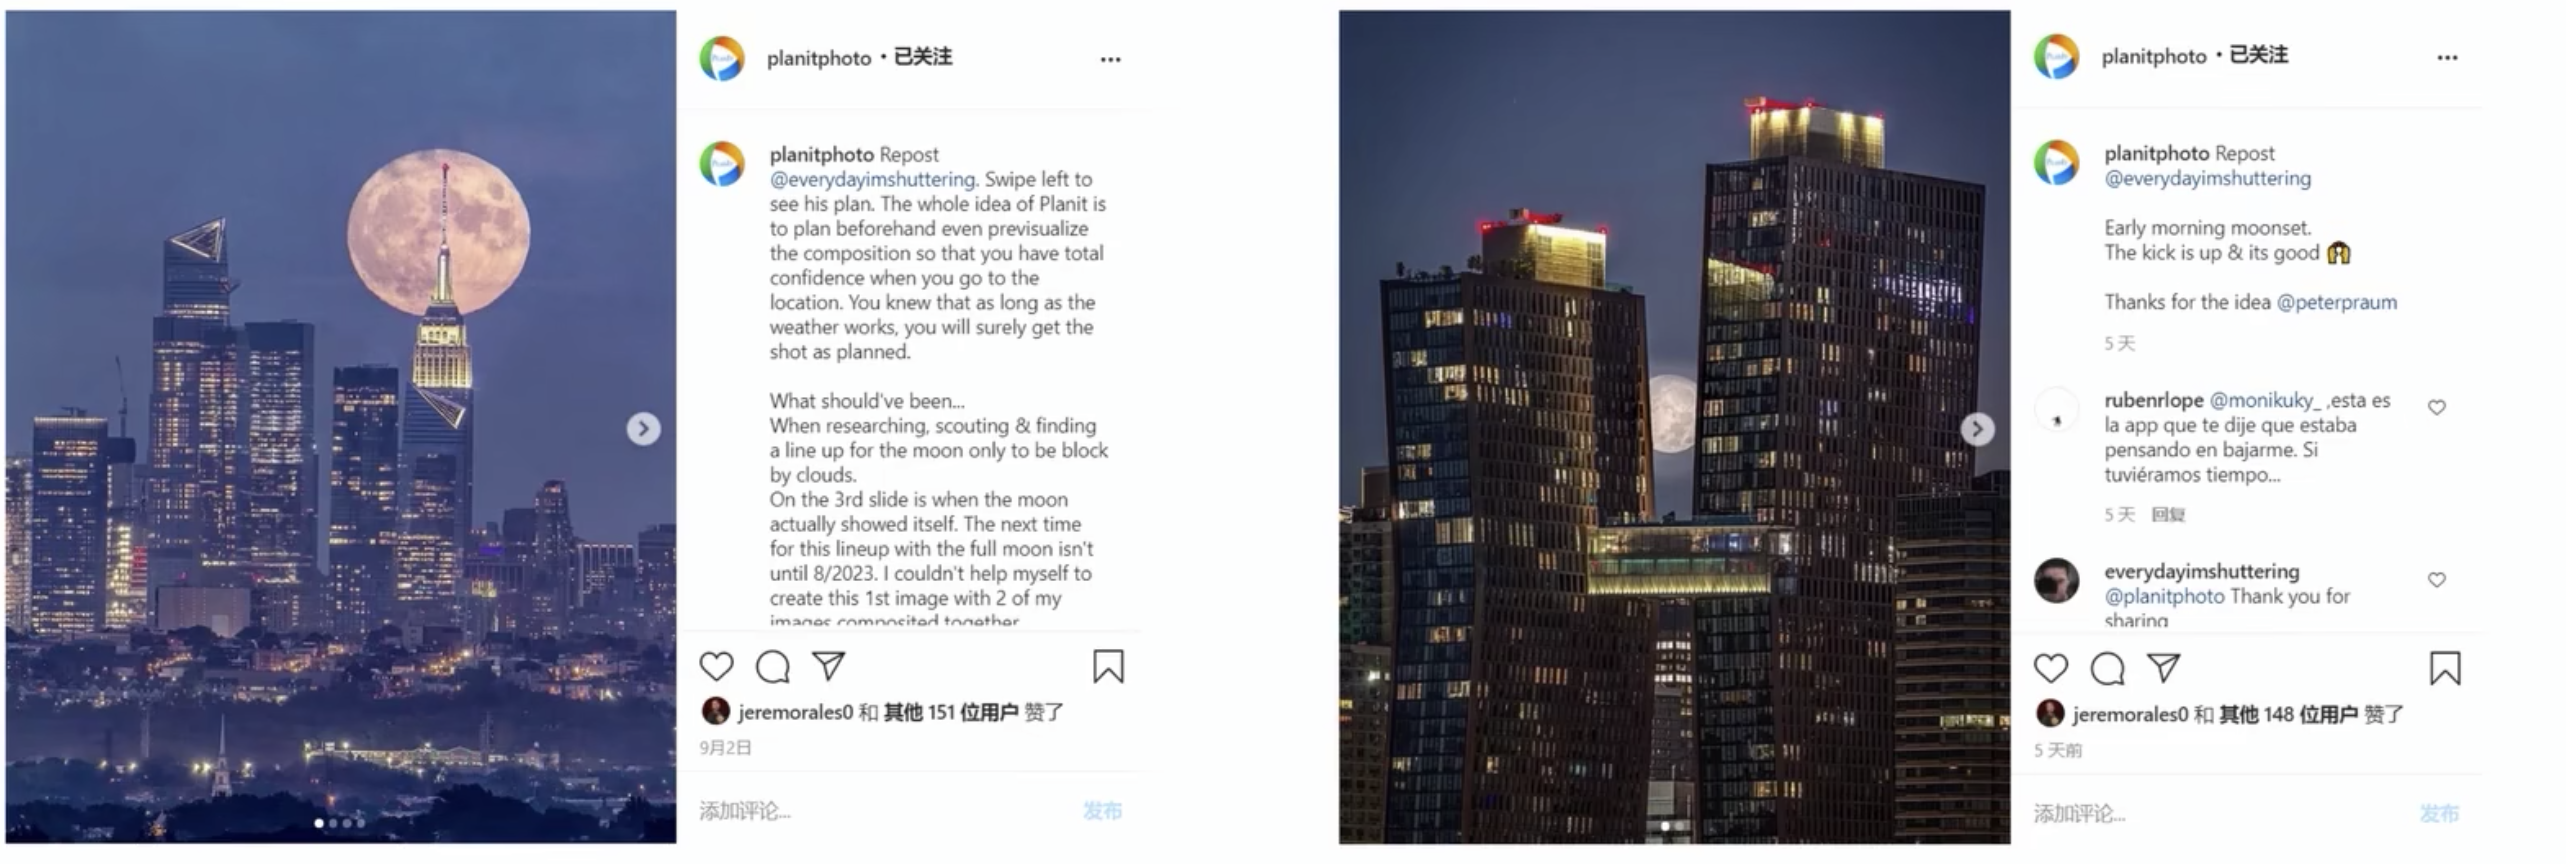 planitphoto • 已关注
planitphoto Repost
@everydayimshuttering. Swipe left to
see his plan. The whole idea of Planit is
to plan beforehand even previsualize
the composition so that you have total
confidence when you go to the
location. You knew that as long as the
weather works, you will surely get the
shot as planned.
What should've been...
When researching, scouting & finding
a line up for the moon only to be block
by clouds.
On the 3rd slide is when the moon
actually showed itself. The next time
for this lineup with the full moon isn't
until 8/2023. I couldn't help myself to
create this 1st image with 2 of my
images composited together
jeremorales0 和 其他 151 位用户 赞了
9月2日
添加评论...
发布
planitphoto • 已关注
planitphoto Repost
@everydayimshuttering
Early morning moonset.
The kick is up & its good 🙌
Thanks for the idea @peterpraum
5 天
rubenrlope @monikuky_ ,esta es
la app que te dije que estaba
pensando en bajarme. Si
tuviéramos tiempo...
5 天 回复
everydayimshuttering
@planitphoto Thank you for
sharing
jeremorales0 和 其他 148 位用户 赞了
5 天前
添加评论...
发布